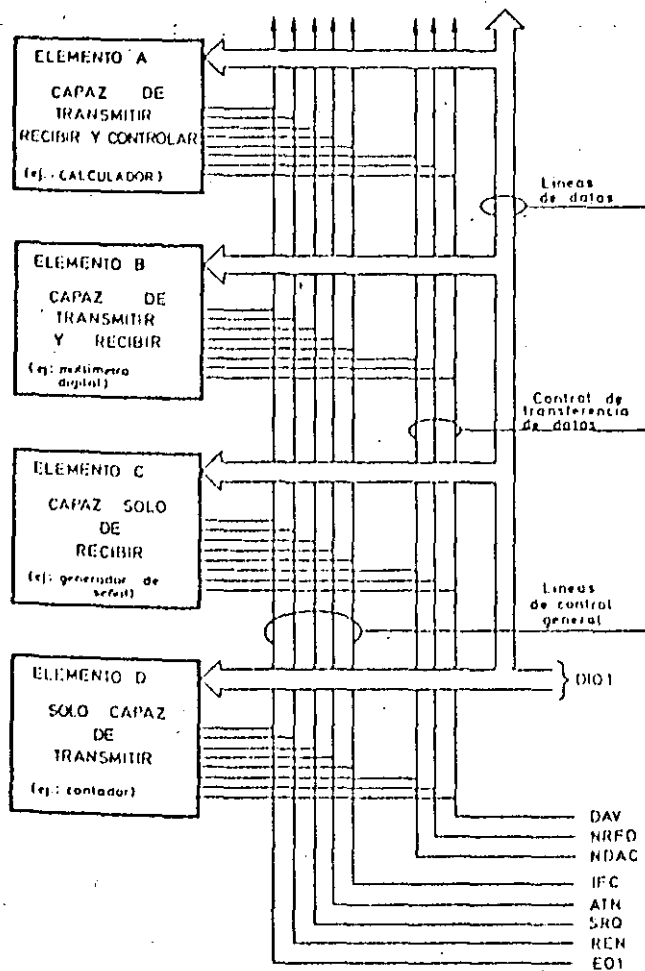 ELEMENTO A
CAPAZ DE
TRANSMITIR
RECIBIR Y CONTROLAR
(ej.- CALCULADOR)
Lineas
de datos
ELEMENTO B
CAPAZ DE
TRANSMITIR
Y RECIBIR
(ej: multimetro
digital)
Control de
transferencia
de datos
ELEMENTO C
CAPAZ SOLO
DE
RECIBIR
(ej: generador de
señal)
Lineas
de control
general
ELEMENTO D
SOLO CAPAZ
DE
TRANSMITIR
(ej.: contador)
DIO1
DAV
NRFD
NDAC
IFC
ATN
SRQ
REN
EO1